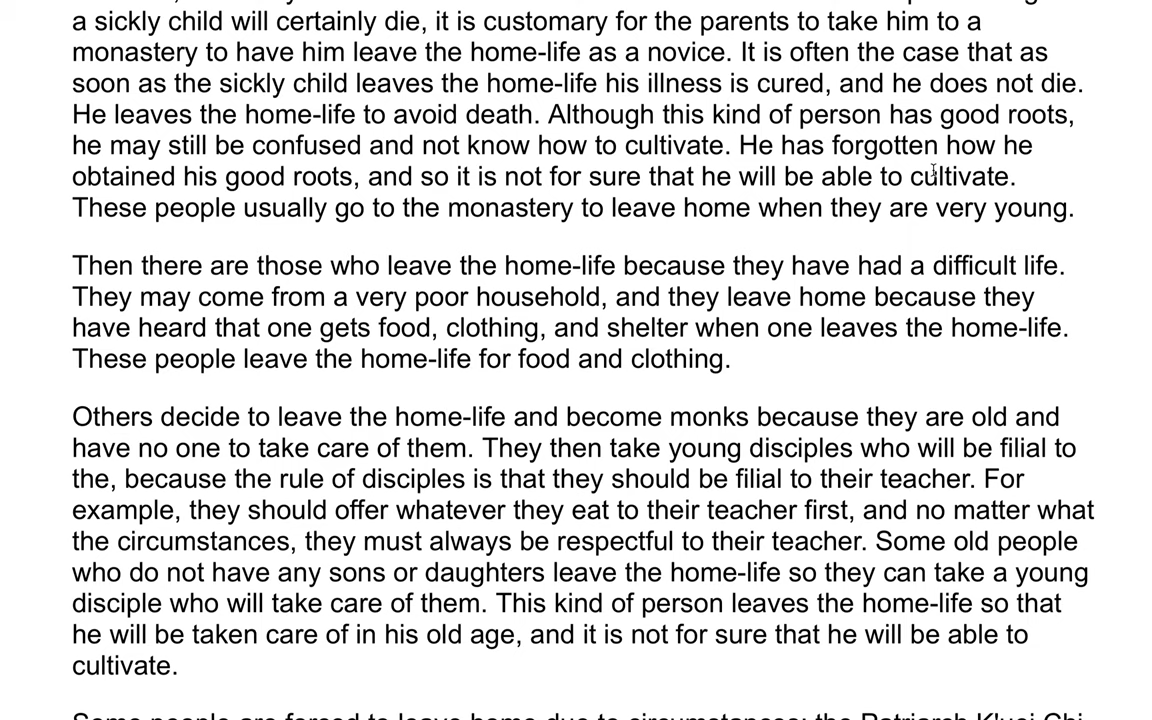 a sickly child will certainly die, it is customary for the parents to take him to a
monastery to have him leave the home-life as a novice. It is often the case that as
soon as the sickly child leaves the home-life his illness is cured, and he does not die.
He leaves the home-life to avoid death. Although this kind of person has good roots,
he may still be confused and not know how to cultivate. He has forgotten how he
obtained his good roots, and so it is not for sure that he will be able to cultivate.
These people usually go to the monastery to leave home when they are very young.
Then there are those who leave the home-life because they have had a difficult life.
They may come from a very poor household, and they leave home because they
have heard that one gets food, clothing, and shelter when one leaves the home-life.
These people leave the home-life for food and clothing.
Others decide to leave the home-life and become monks because they are old and
have no one to take care of them. They then take young disciples who will be filial to
the, because the rule of disciples is that they should be filial to their teacher. For
example, they should offer whatever they eat to their teacher first, and no matter what
the circumstances, they must always be respectful to their teacher. Some old people
who do not have any sons or daughters leave the home-life so they can take a young
disciple who will take care of them. This kind of person leaves the home-life so that
he will be taken care of in his old age, and it is not for sure that he will be able to
cultivate.
Some people are forced to leave home due to circumstances; the Patriarch K'uei Chi